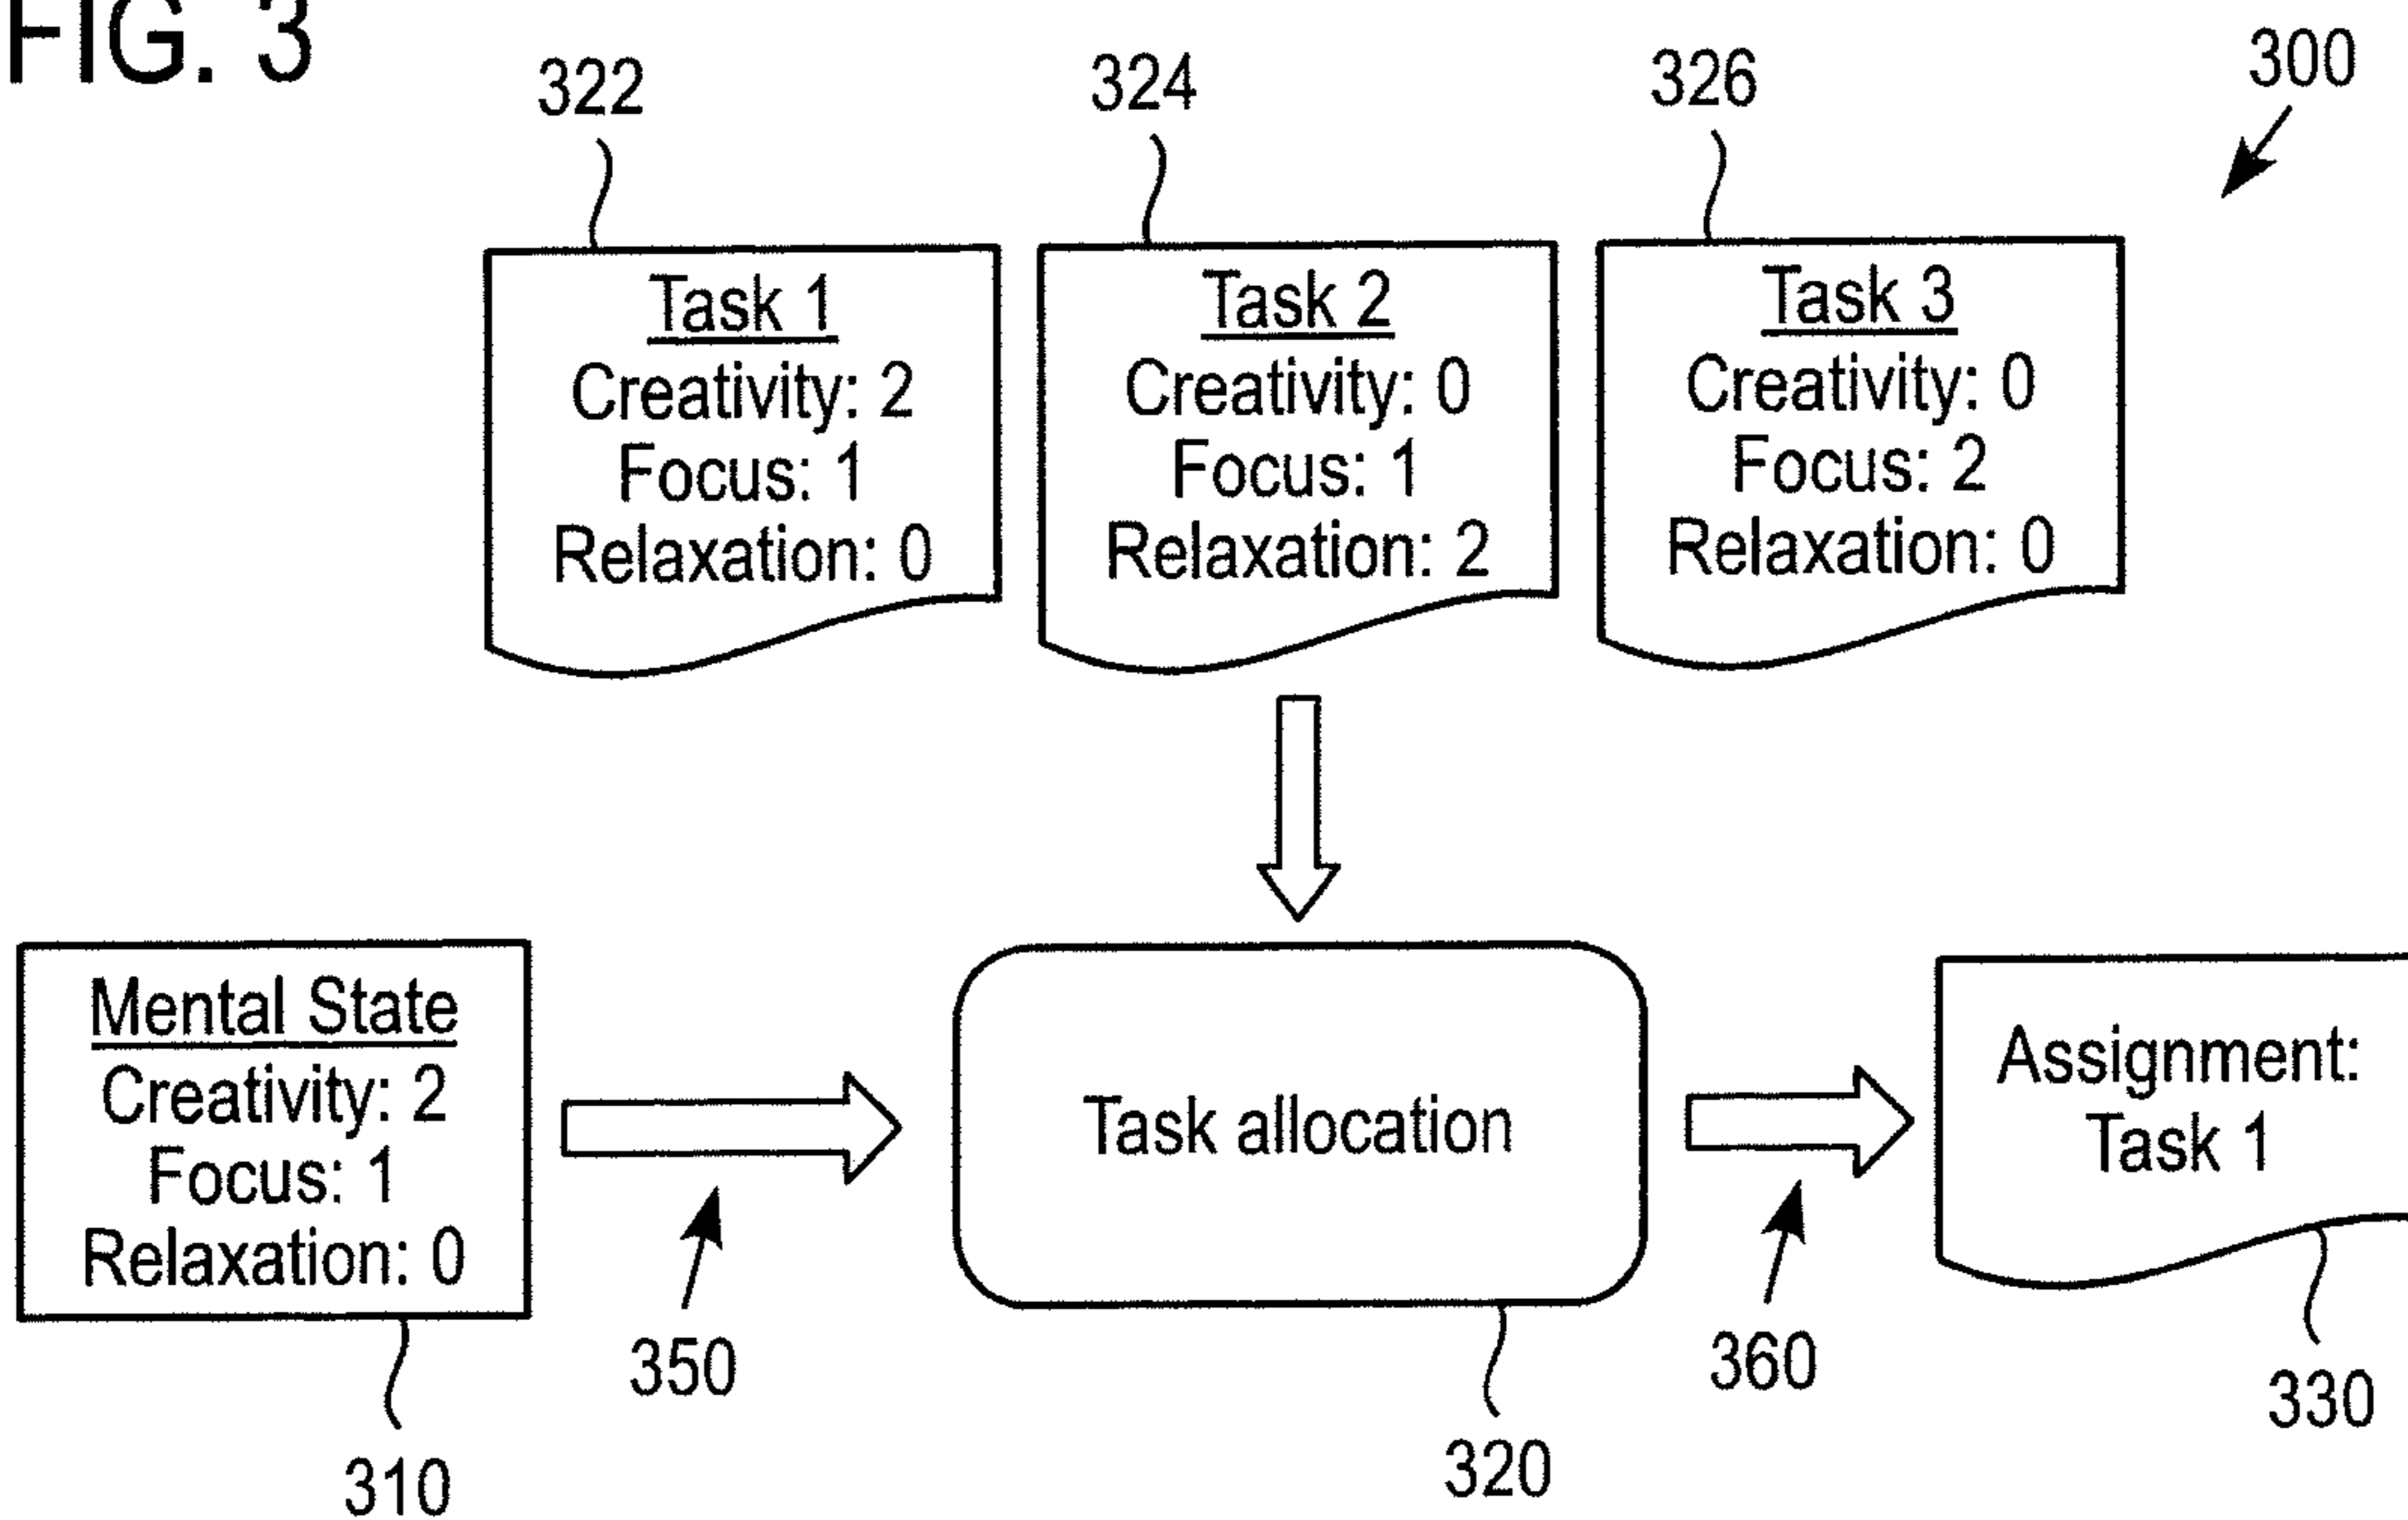 FIG. 3
322
324
326
300
Task 1
Creativity: 2
Focus: 1
Relaxation: 0
Task 2
Creativity: 0
Focus: 1
Relaxation: 2
Task 3
Creativity: 0
Focus: 2
Relaxation: 0
Mental State
Creativity: 2
Focus: 1
Relaxation: 0
Task allocation
Assignment:
Task 1
350
360
330
310
320